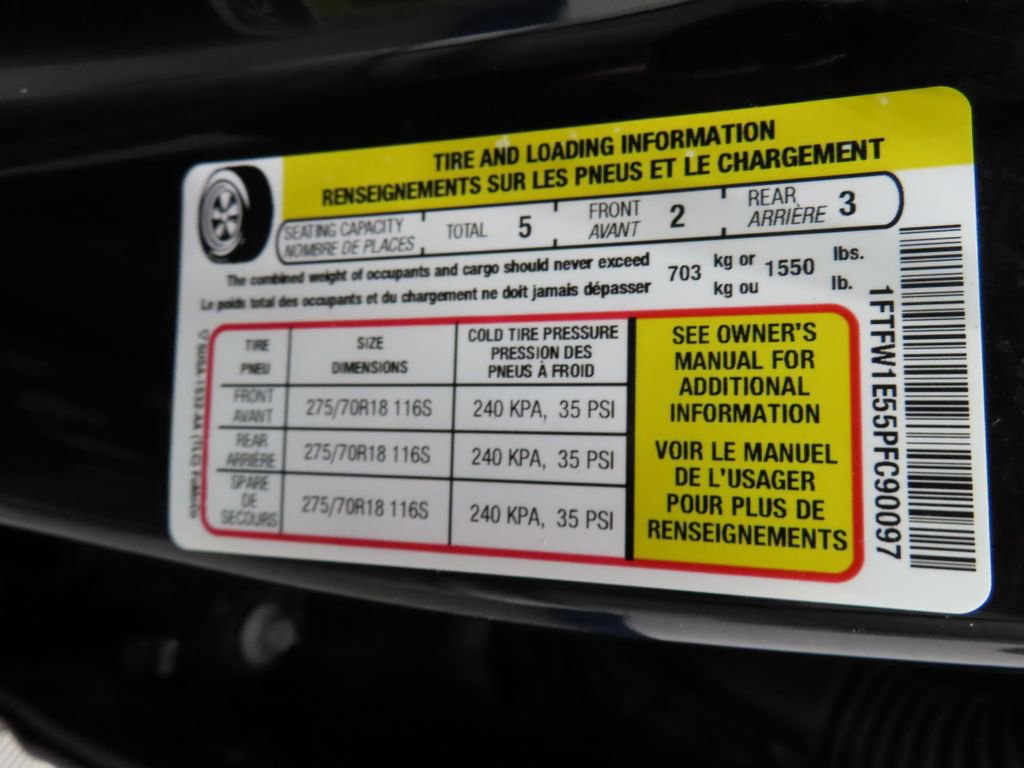 TIRE AND LOADING INFORMATION
RENSEIGNEMENTS SUR LES PNEUS ET LE CHARGEMENT
SEATING CAPACITY
NOMBRE DE PLACES
TOTAL 5
FRONT
AVANT
2
REAR
ARRIÈRE
3
The combined weight of occupants and cargo should never exceed
Le poids total des occupants et du chargement ne doit jamais dépasser
703
kg or
kg ou
1550
lbs.
lb.
TIRE
PNEU
SIZE
DIMENSIONS
COLD TIRE PRESSURE
PRESSION DES
PNEUS À FROID
FRONT
AVANT
275/70R18 116S
240 KPA, 35 PSI
REAR
ARRIÈRE
275/70R18 116S
240 KPA, 35 PSI
SPARE
DE
SECOURS
275/70R18 116S
240 KPA, 35 PSI
SEE OWNER'S
MANUAL FOR
ADDITIONAL
INFORMATION
VOIR LE MANUEL
DE L'USAGER
POUR PLUS DE
RENSEIGNEMENTS
1FTFW1E55PFC90097